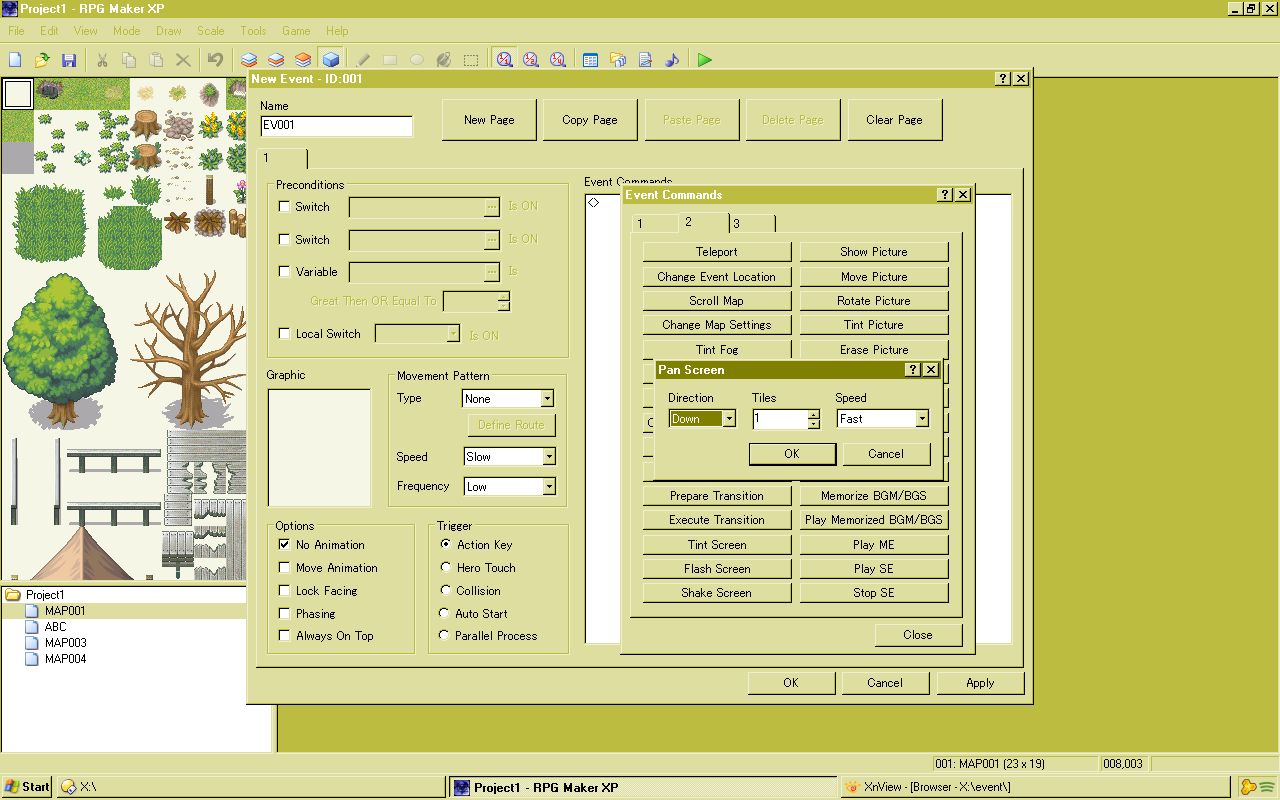 Project1 - RPG Maker XP
File Edit View Mode Draw Scale Tools Game Help
New Event - ID:001
Name
EV001
New Page
Copy Page
Paste Page
Delete Page
Clear Page
1
Preconditions
Switch
Is ON
Switch
Is ON
Variable
Is
Great Then OR Equal To
Local Switch
Is ON
Graphic
Movement Pattern
Type
None
Define Route
Speed
Slow
Frequency
Low
Options
No Animation
Move Animation
Lock Facing
Phasing
Always On Top
Trigger
Action Key
Hero Touch
Collision
Auto Start
Parallel Process
Event Commands
Event Commands
1 2 3
Teleport
Show Picture
Change Event Location
Move Picture
Scroll Map
Rotate Picture
Change Map Settings
Tint Picture
Tint Fog
Erase Picture
Pan Screen
Direction
Tiles
Speed
Down
1
Fast
OK
Cancel
Prepare Transition
Memorize BGM/BGS
Execute Transition
Play Memorized BGM/BGS
Tint Screen
Play ME
Flash Screen
Play SE
Shake Screen
Stop SE
Close
OK
Cancel
Apply
Project1
MAP001
ABC
MAP003
MAP004
001: MAP001 (23 x 19)
008,003
Start
X:\
Project1 - RPG Maker XP
XnView - [Browser - X:\event\]